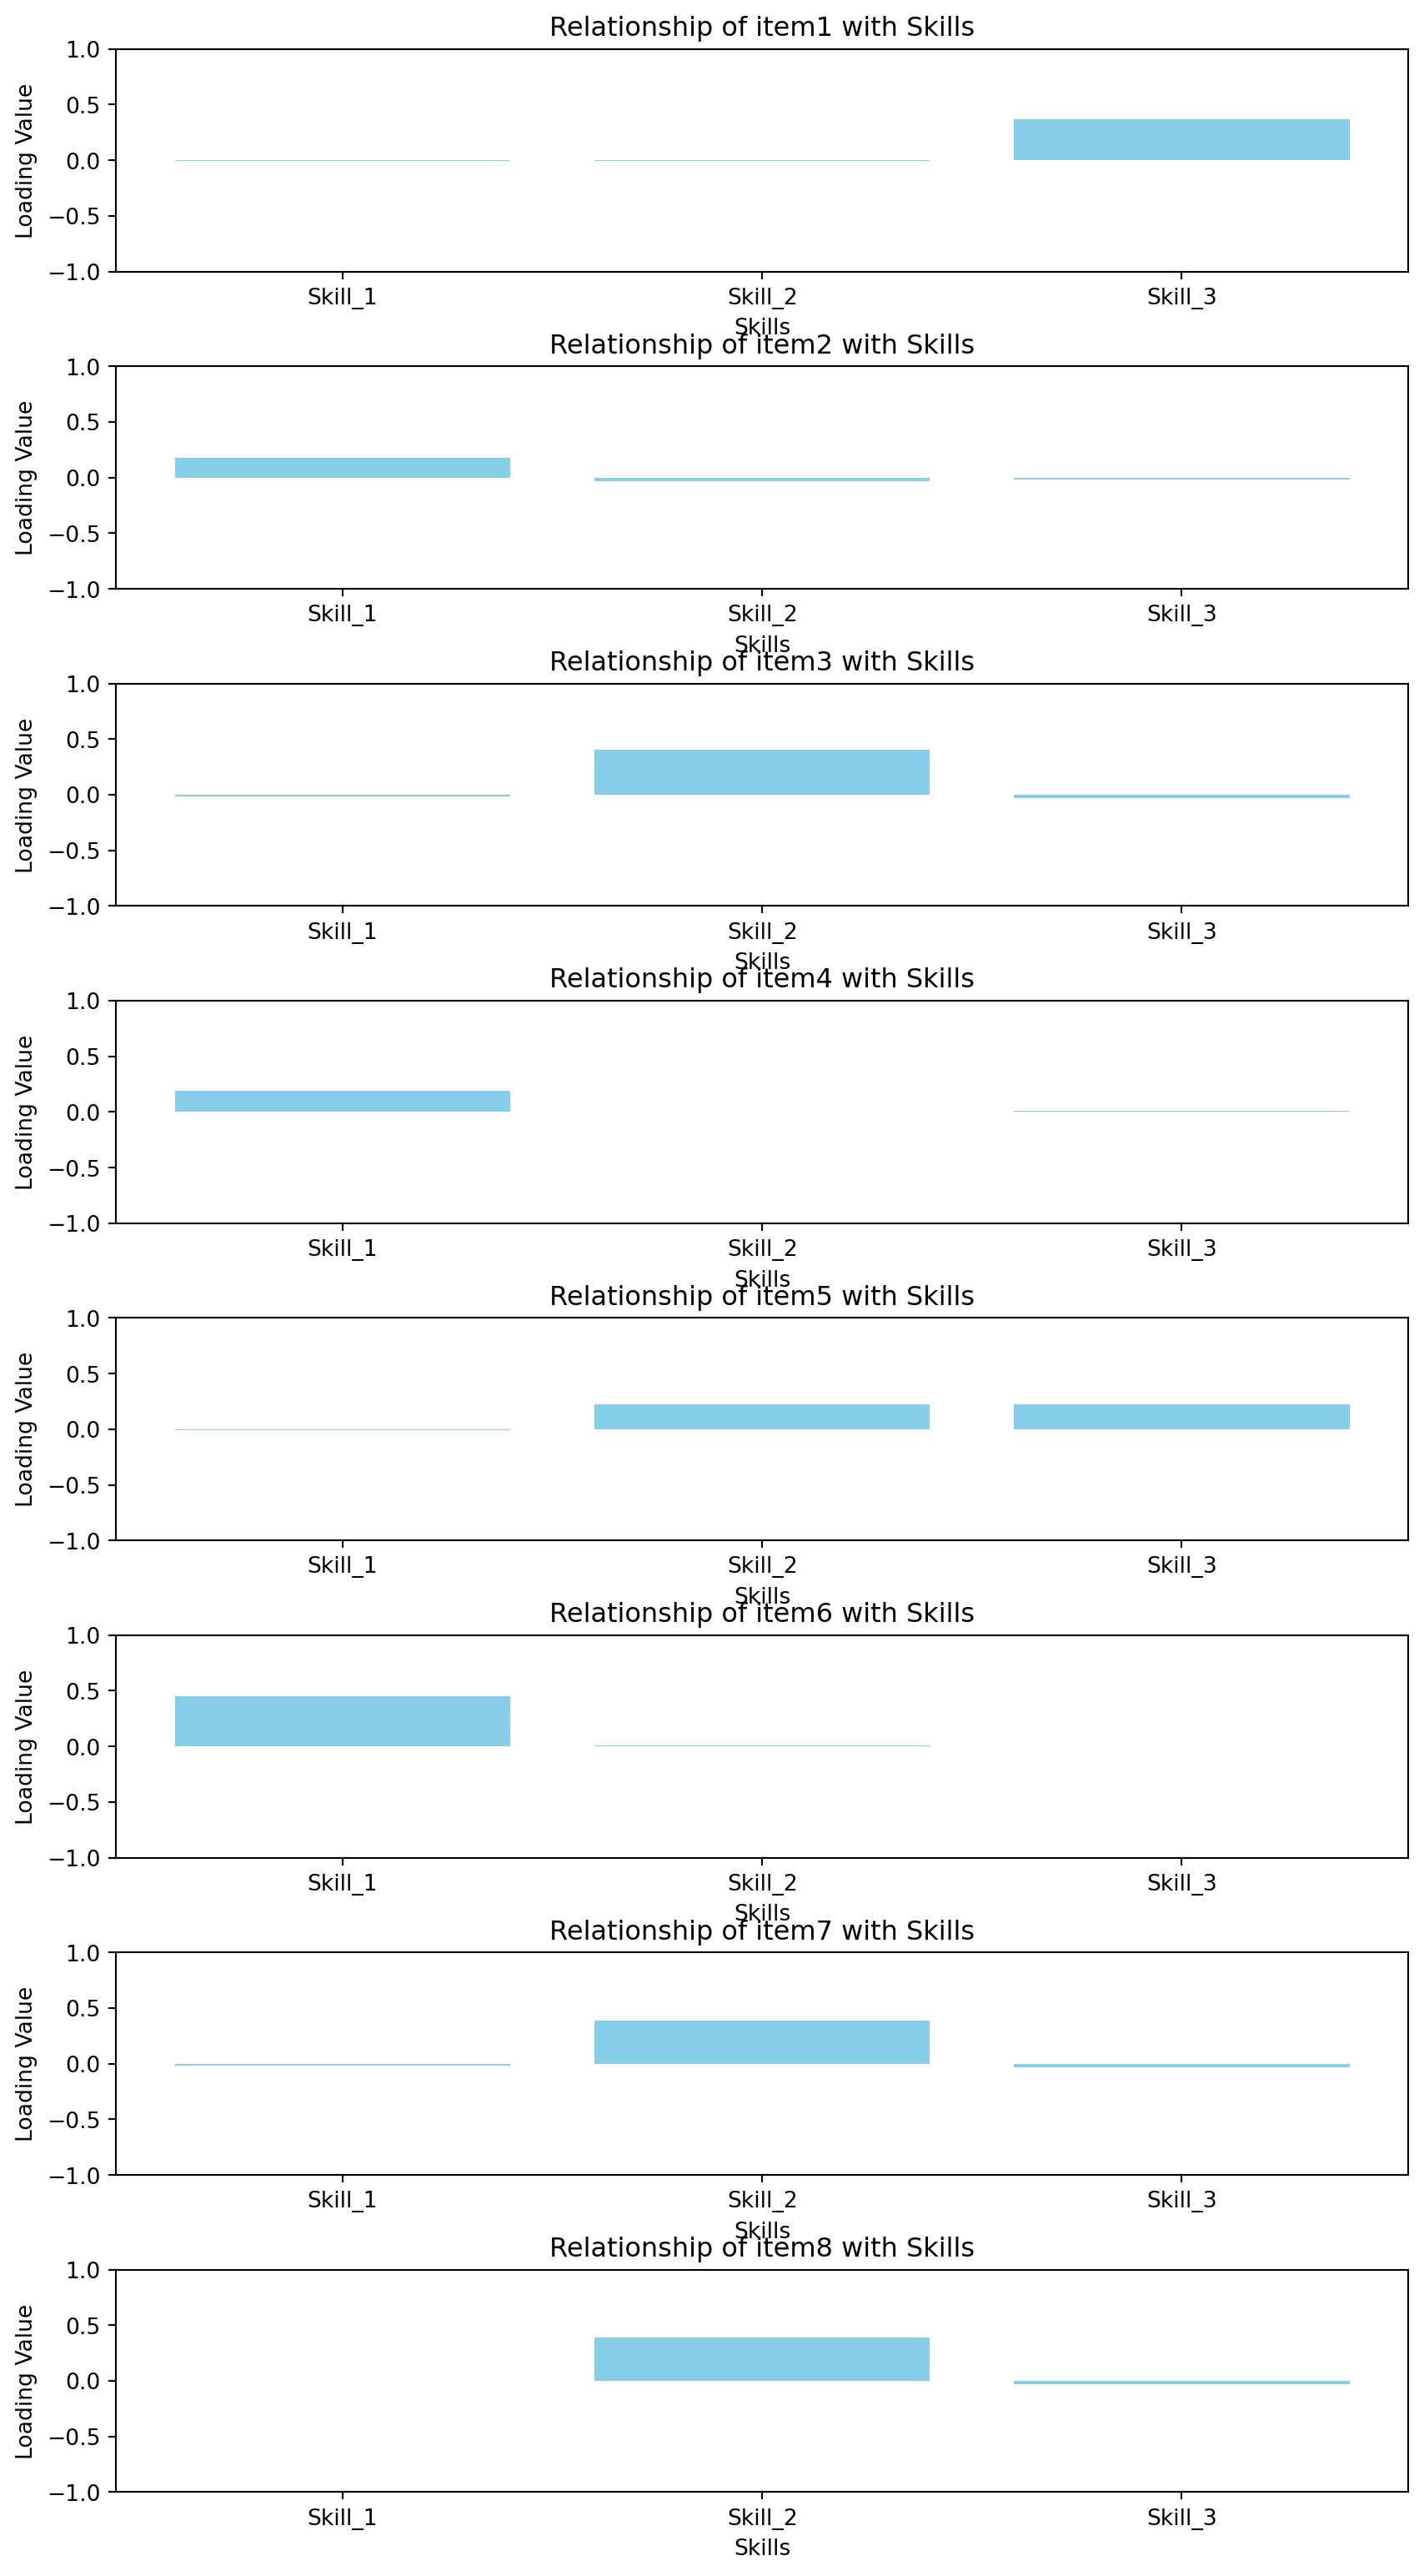 Relationship of item1 with Skills
Loading Value
1.0
0.5
0.0
−0.5
−1.0
Skill_1 Skill_2 Skill_3
Skills
Relationship of item2 with Skills
Loading Value
1.0
0.5
0.0
−0.5
−1.0
Skill_1 Skill_2 Skill_3
Skills
Relationship of item3 with Skills
Loading Value
1.0
0.5
0.0
−0.5
−1.0
Skill_1 Skill_2 Skill_3
Skills
Relationship of item4 with Skills
Loading Value
1.0
0.5
0.0
−0.5
−1.0
Skill_1 Skill_2 Skill_3
Skills
Relationship of item5 with Skills
Loading Value
1.0
0.5
0.0
−0.5
−1.0
Skill_1 Skill_2 Skill_3
Skills
Relationship of item6 with Skills
Loading Value
1.0
0.5
0.0
−0.5
−1.0
Skill_1 Skill_2 Skill_3
Skills
Relationship of item7 with Skills
Loading Value
1.0
0.5
0.0
−0.5
−1.0
Skill_1 Skill_2 Skill_3
Skills
Relationship of item8 with Skills
Loading Value
1.0
0.5
0.0
−0.5
−1.0
Skill_1 Skill_2 Skill_3
Skills